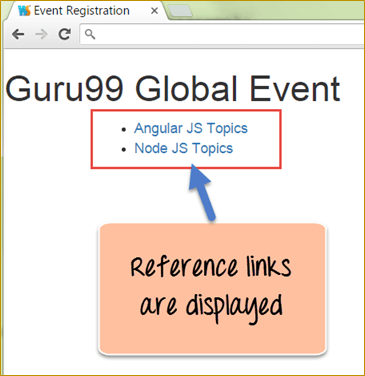 Event Registration
Guru99 Global Event
Angular JS Topics
Node JS Topics
Reference links
are displayed